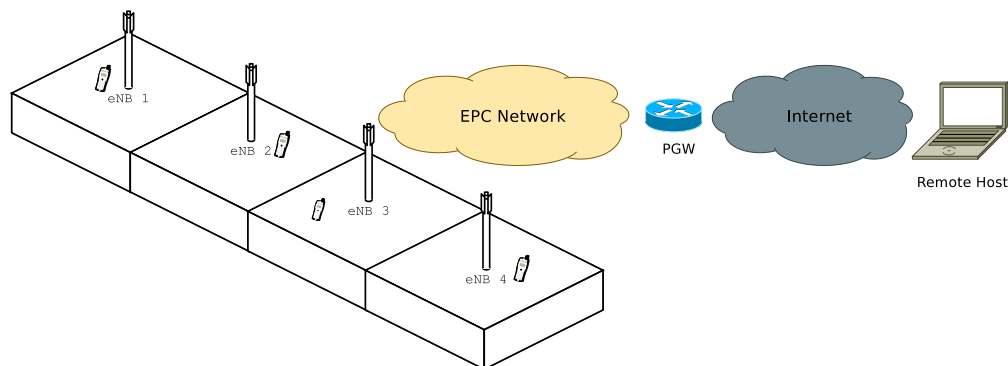 eNB 1
eNB 2
eNB 3
eNB 4
EPC Network
PGW
Internet
Remote Host